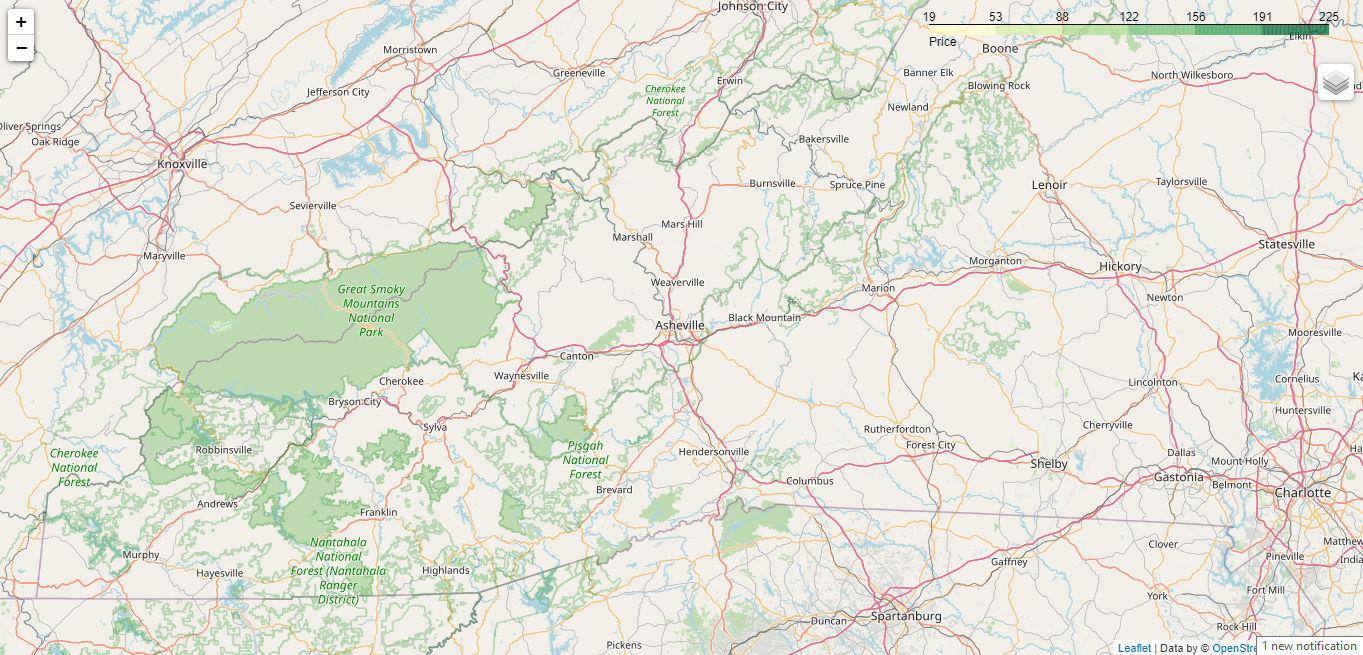 +
−
Johnson City
19 53 88 122 156 191 225
Price
Elkin
Boone
Morristown
Greeneville
Banner Elk
North Wilkesboro
Erwin
Cherokee
National
Forest
Blowing Rock
Jefferson City
Newland
Oliver Springs
Oak Ridge
Bakersville
Knoxville
Burnsville
Spruce Pine
Lenoir
Taylorsville
Sevierville
Mars Hill
Marshall
Statesville
Maryville
Morganton
Hickory
Weaverville
Great Smoky
Mountains
National
Park
Marion
Newton
Black Mountain
Asheville
Mooresville
Canton
Waynesville
Cherokee
Lincolnton
Cornelius
Bryson City
Huntersville
Sylva
Rutherfordton
Cherryville
Forest City
Robbinsville
Pisgah
National
Forest
Hendersonville
Dallas
Cherokee
National
Forest
Shelby
Mount Holly
Gastonia
Belmont
Columbus
Brevard
Charlotte
Andrews
Franklin
Nantahala
National
Forest (Nantahala
Ranger
District)
Matthew
Clover
Murphy
Pineville
India
Gaffney
Hayesville
Highlands
Fort Mill
York
Spartanburg
Duncan
Rock Hill
Pickens
Leaflet | Data by © OpenStre
1 new notification